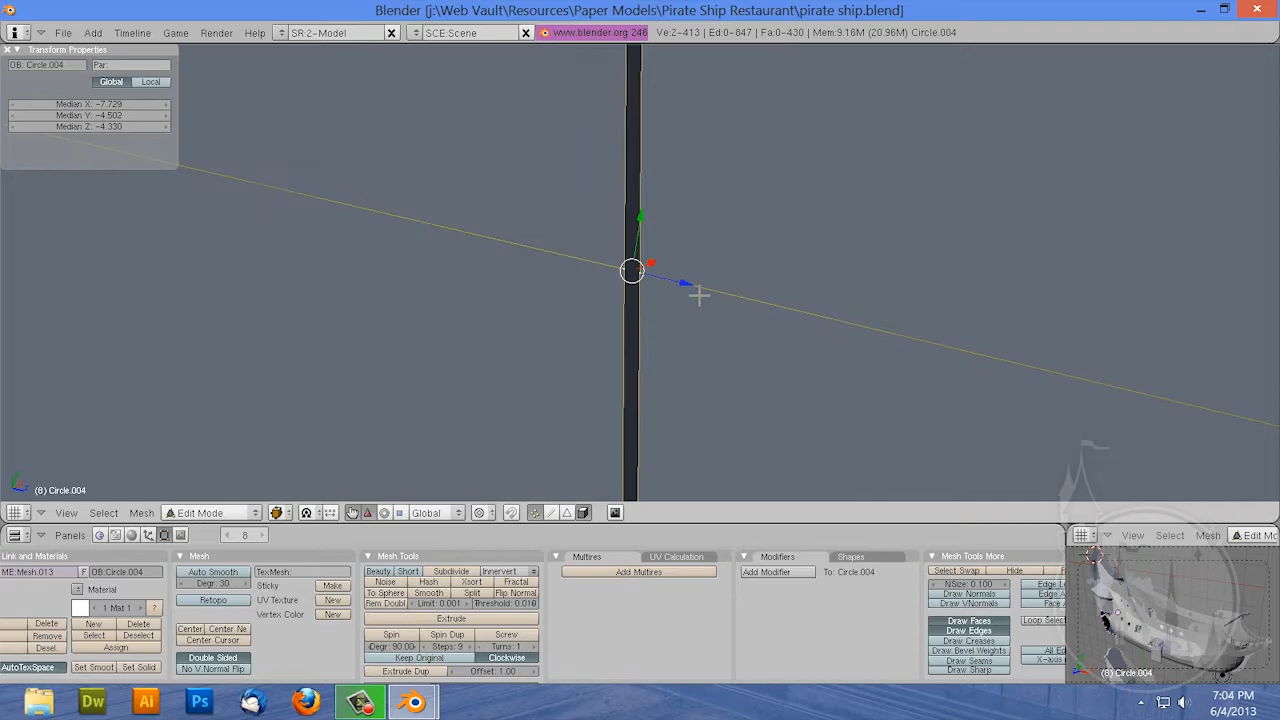 Blender [j:\Web Vault\Resources\Paper Models\Pirate Ship Restaurant\pirate ship.blend]
File Add Timeline Game Render Help SR:2-Model SCE:Scene www.blender.org 246 Ve:2-413 | Ed:0-847 | Fa:0-430 | Mem:9.16M (20.96M) Circle.004
Transform Properties
OB: Circle.004 Par:
Global Local
Median X: -7.729
Median Y: -4.502
Median Z: -4.330
(8) Circle.004
View Select Mesh Edit Mode Global
Panels 8 View Select Mesh Edit Mo
Link and Materials Mesh Mesh Tools Multires UV Calculation Modifiers Shapes Mesh Tools More
ME:Mesh.013 F OB:Circle.004 Auto Smooth TexMesh: Beauty Short Subdivide Innervert Add Multires Add Modifier To: Circle.004 Select Swap Hide
Degr: 30 Sticky Make Noise Hash Xsort Fractal NSize: 0.100
Material Retopo UV Texture New To Sphere Smooth Split Flip Normal Draw Normals
1 Mat 1 ? Vertex Color New Rem Doubl Limit: 0.001 Threshold: 0.010 Draw VNormals
Delete New Delete Center Center Ne Extrude Draw Faces Loop Select
Remove Select Deselect Center Cursor Spin Spin Dup Screw Draw Edges
Desel. Assign Degr: 90.00 Steps: 9 Turns: 1 Draw Creases
Double Sided Keep Original Clockwise Draw Bevel Weights
AutoTexSpace Set Smoot Set Solid No V.Normal Flip Extrude Dup Offset: 1.00 Draw Seams X-axis
Draw Sharp
(8) Circle.004
Dw Ai Ps
7:04 PM
6/4/2013